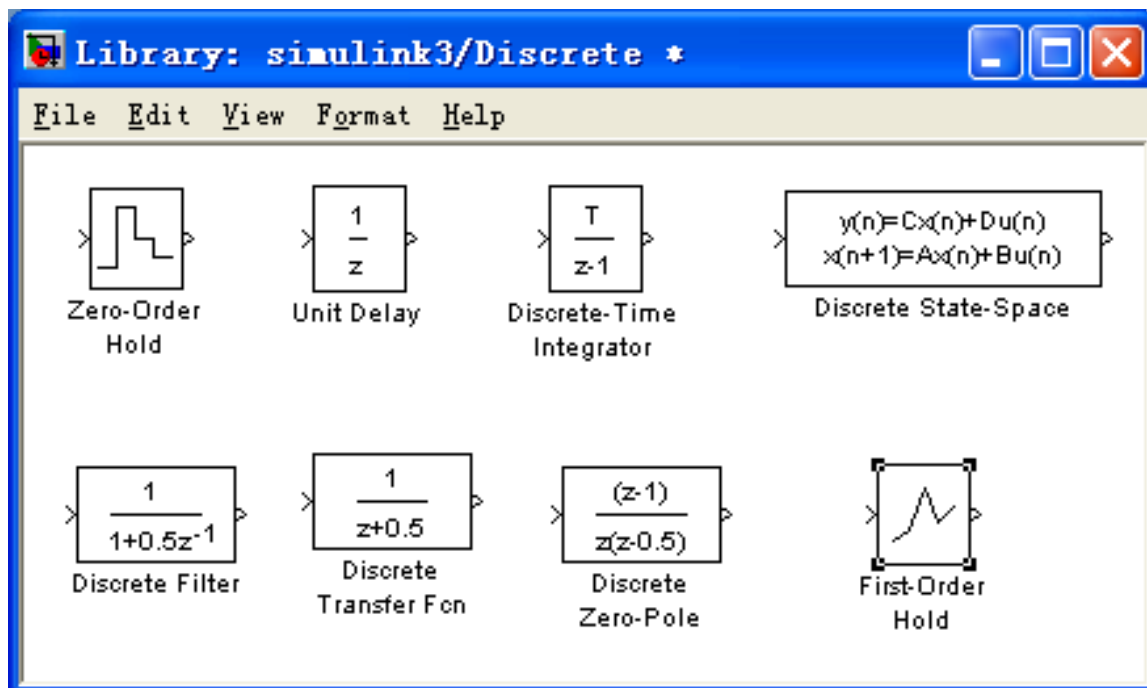 Library: simulink3/Discrete *
File Edit View Format Help
1
z
T
z-1
y(n)=Cx(n)+Du(n)
x(n+1)=Ax(n)+Bu(n)
Zero-Order
Hold
Unit Delay
Discrete-Time
Integrator
Discrete State-Space
1
1+0.5z-1
1
z+0.5
(z-1)
z(z-0.5)
Discrete Filter
Discrete
Transfer Fcn
Discrete
Zero-Pole
First-Order
Hold